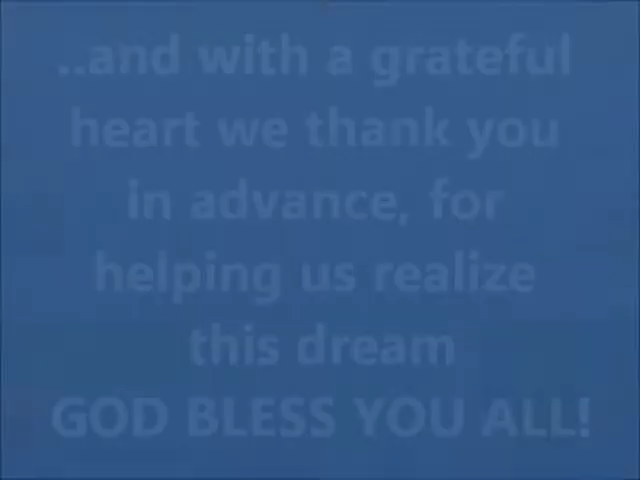 ..and with a grateful
heart we thank you
in advance, for
helping us realize
this dream
GOD BLESS YOU ALL!